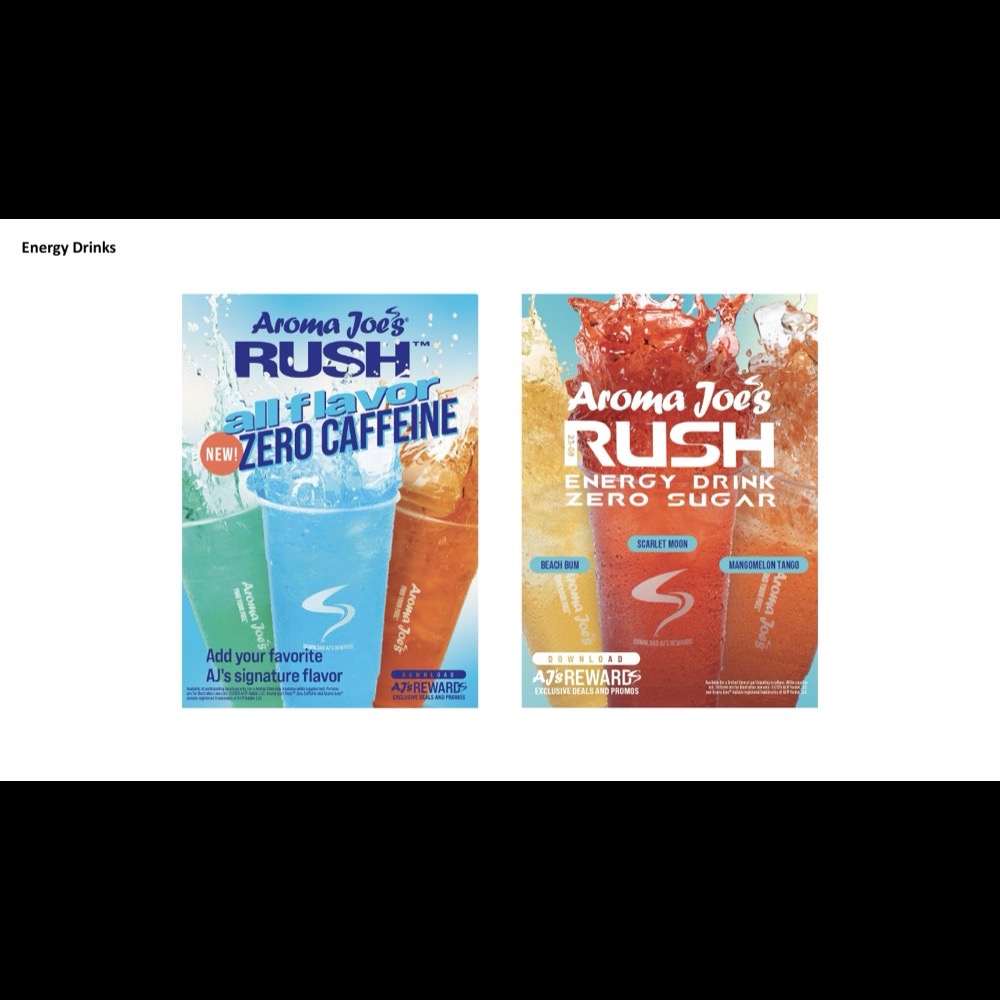 Energy Drinks
Aroma Joe's®
RUSH™
all flavor
ZERO CAFFEINE
NEW!
Aroma Joe's
Aroma Joe's
Add your favorite
AJ's signature flavor
DOWNLOAD
AJ's REWARDS
EXCLUSIVE DEALS AND PROMOS
Aroma Joe's
RUSH
ENERGY DRINK
ZERO SUGAR
SCARLET MOON
BEACH BUM
MANGOMELON TANGO
Aroma Joe's
Aroma Joe's
DOWNLOAD
AJ's REWARDS
EXCLUSIVE DEALS AND PROMOS